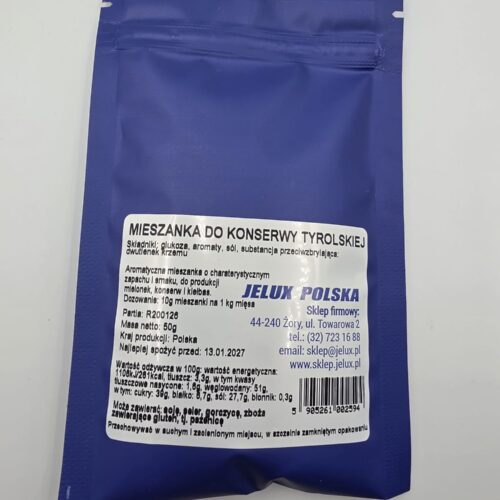 MIESZANKA DO KONSERWY TYROLSKIEJ
Składniki: glukoza, aromaty, sól, substancja przeciwzbrylająca:
dwutlenek krzemu
Aromatyczna mieszanka o charaterystycznym
zapachu i smaku, do produkcji
mielonek, konserw i kiełbas.
Dozowanie: 10g mieszanki na 1 kg mięsa
Partia: R200126
Masa netto: 50g
Kraj produkcji: Polska
Najlepiej spożyć przed: 13.01.2027
JELUX POLSKA
Sklep firmowy:
44-240 Żory, ul. Towarowa 2
tel.: (32) 723 16 88
email: sklep@jelux.pl
www.sklep.jelux.pl
Wartość odżywcza w 100g: wartość energetyczna:
1105kJ/261kcal, tłuszcz: 3,3g, w tym kwasy
tłuszczowe nasycone: 1,6g, węglowodany: 51g,
w tym: cukry: 39g, białko: 6,7g, sól: 27,7g, błonnik: 0,3g
Może zawierać: soję, seler, gorczycę, zboża
zawierające gluten, tj. pszenicę
Przechowywać w suchym i zacienionym miejscu, w szczelnie zamkniętym opakowaniu
5 905261 002594